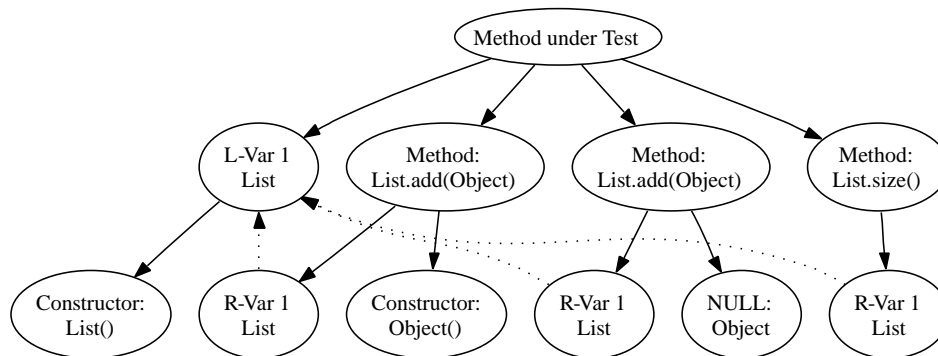 Method under Test
L-Var 1
List
Method:
List.add(Object)
Method:
List.add(Object)
Method:
List.size()
Constructor:
List()
R-Var 1
List
Constructor:
Object()
R-Var 1
List
NULL:
Object
R-Var 1
List